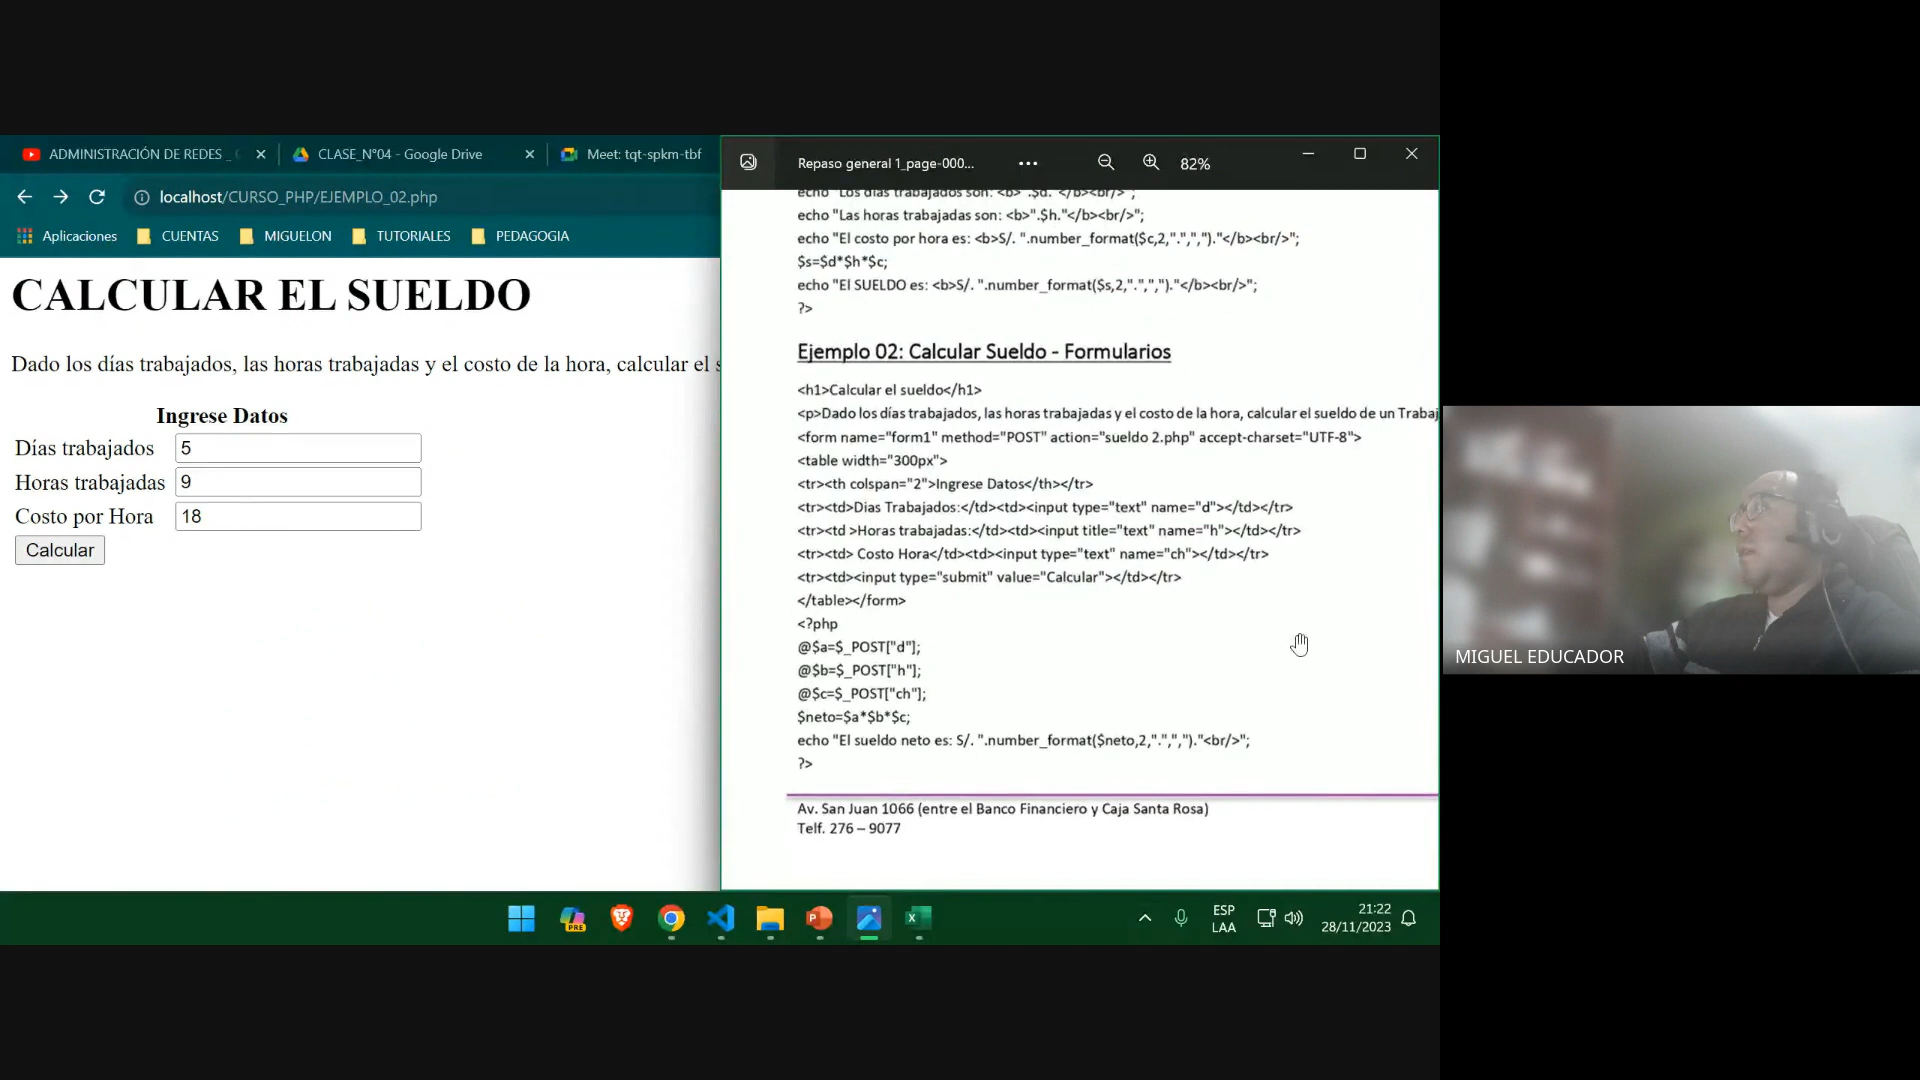 ADMINISTRACIÓN DE REDES _
CLASE_N°04 - Google Drive
Meet: tqt-spkm-tbf
localhost/CURSO_PHP/EJEMPLO_02.php
Aplicaciones
CUENTAS
MIGUELON
TUTORIALES
PEDAGOGIA
CALCULAR EL SUELDO
Dado los días trabajados, las horas trabajadas y el costo de la hora, calcular el s
Ingrese Datos
Días trabajados 5
Horas trabajadas 9
Costo por Hora 18
Calcular
Repaso general 1_page-000...
82%
echo "Los días trabajados son: <b>".$d."</b><br/>";
echo "Las horas trabajadas son: <b>".$h."</b><br/>";
echo "El costo por hora es: <b>S/. ".number_format($c,2,".",",")."</b><br/>";
$s=$d*$h*$c;
echo "El SUELDO es: <b>S/. ".number_format($s,2,".",",")."</b><br/>";
?>
Ejemplo 02: Calcular Sueldo - Formularios
<h1>Calcular el sueldo</h1>
<p>Dado los días trabajados, las horas trabajadas y el costo de la hora, calcular el sueldo de un Trabaj
<form name="form1" method="POST" action="sueldo 2.php" accept-charset="UTF-8">
<table width="300px">
<tr><th colspan="2">Ingrese Datos</th></tr>
<tr><td>Dias Trabajados:</td><td><input type="text" name="d"></td></tr>
<tr><td >Horas trabajadas:</td><td><input title="text" name="h"></td></tr>
<tr><td> Costo Hora</td><td><input type="text" name="ch"></td></tr>
<tr><td><input type="submit" value="Calcular"></td></tr>
</table></form>
<?php
@$a=$_POST["d"];
@$b=$_POST["h"];
@$c=$_POST["ch"];
$neto=$a*$b*$c;
echo "El sueldo neto es: S/. ".number_format($neto,2,".",",")."<br/>";
?>
Av. San Juan 1066 (entre el Banco Financiero y Caja Santa Rosa)
Telf. 276 – 9077
MIGUEL EDUCADOR
PRE
ESP
LAA
21:22
28/11/2023